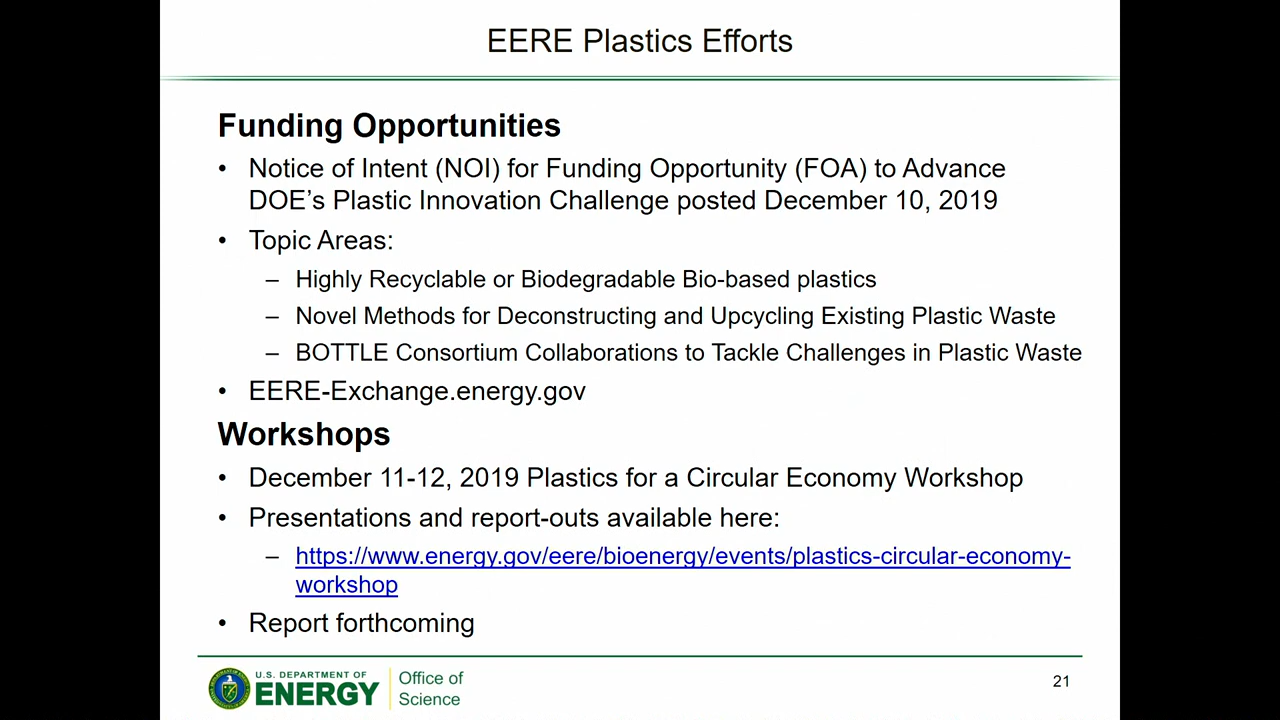 EERE Plastics Efforts
Funding Opportunities
• Notice of Intent (NOI) for Funding Opportunity (FOA) to Advance
DOE’s Plastic Innovation Challenge posted December 10, 2019
• Topic Areas:
– Highly Recyclable or Biodegradable Bio-based plastics
– Novel Methods for Deconstructing and Upcycling Existing Plastic Waste
– BOTTLE Consortium Collaborations to Tackle Challenges in Plastic Waste
• EERE-Exchange.energy.gov
Workshops
• December 11-12, 2019 Plastics for a Circular Economy Workshop
• Presentations and report-outs available here:
– https://www.energy.gov/eere/bioenergy/events/plastics-circular-economy-
workshop
• Report forthcoming
U.S. DEPARTMENT OF
ENERGY
Office of
Science
21